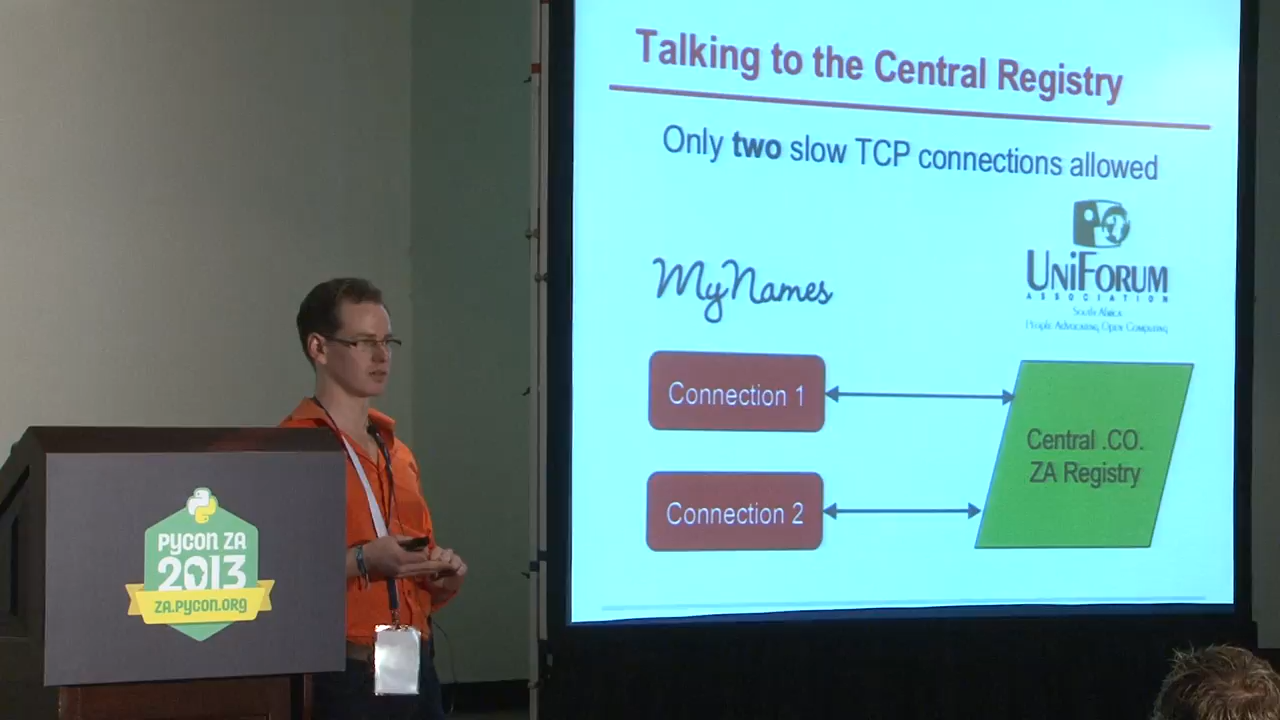 Talking to the Central Registry
Only two slow TCP connections allowed
MyNames
UNIFORUM
ASSOCIATION
South Africa
People Advocating Open Computing
Connection 1
Connection 2
Central .CO.
ZA Registry
PYCON ZA
2013
ZA.PYCON.ORG